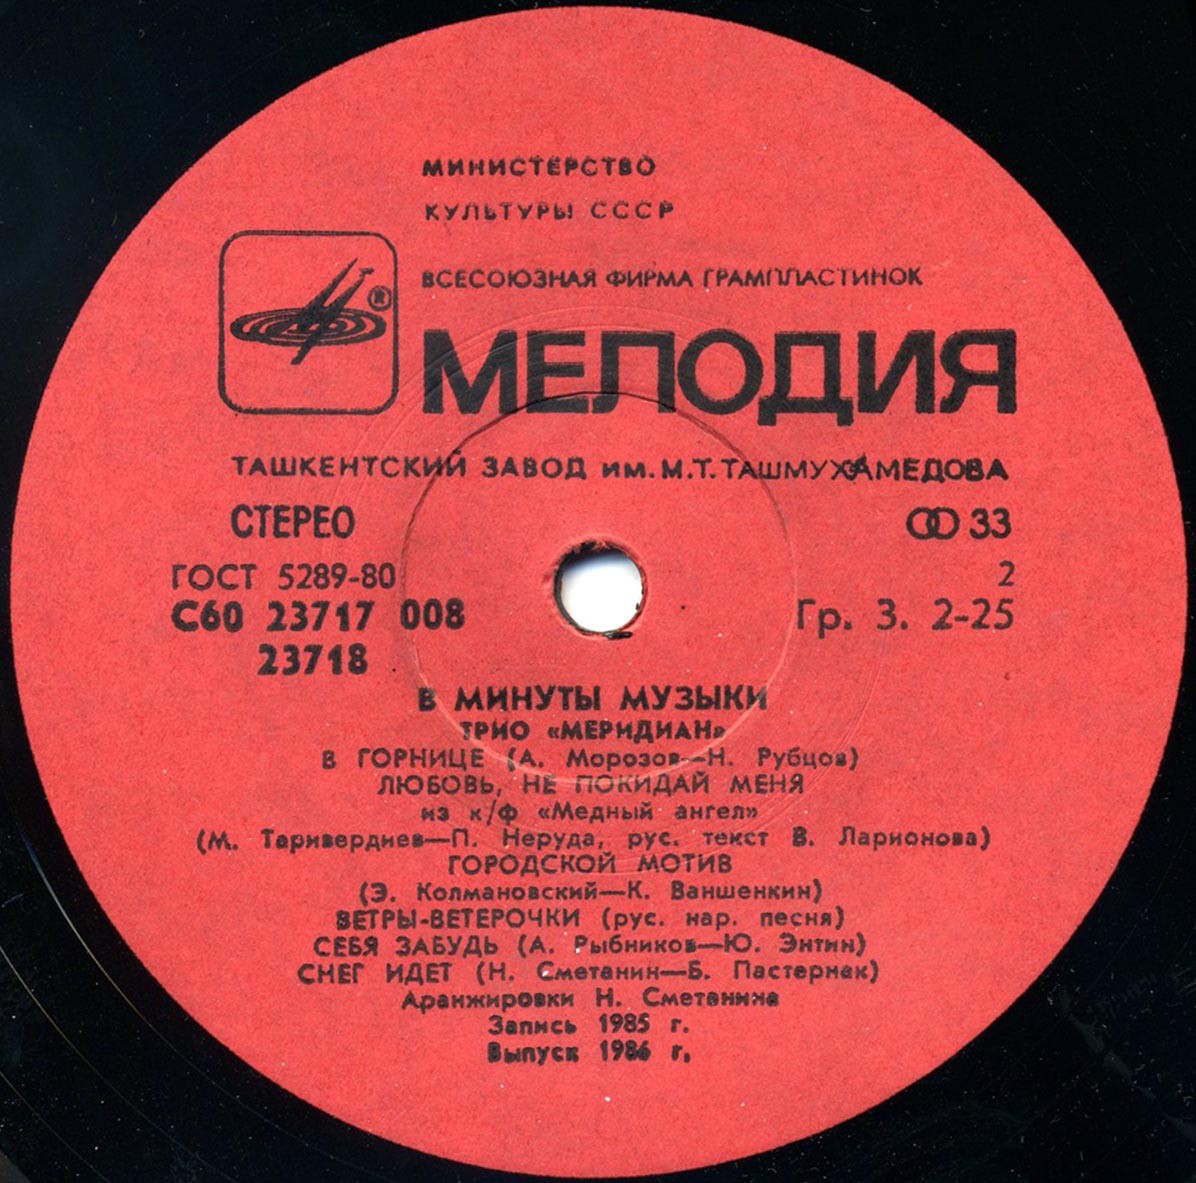 МИНИСТЕРСТВО
КУЛЬТУРЫ СССР
ВСЕСОЮЗНАЯ ФИРМА ГРАМПЛАСТИНОК
®
МЕЛОДИЯ
ТАШКЕНТСКИЙ ЗАВОД им. М.Т. ТАШМУХАМЕДОВА
СТЕРЕО
33
ГОСТ 5289-80
2
С60 23717 008
Гр. 3. 2-25
23718
В МИНУТЫ МУЗЫКИ
ТРИО «МЕРИДИАН»
В ГОРНИЦЕ (А. Морозов—Н. Рубцов)
ЛЮБОВЬ, НЕ ПОКИДАЙ МЕНЯ
из к/ф «Медный ангел»
(М. Таривердиев—П. Неруда, рус. текст В. Ларионова)
ГОРОДСКОЙ МОТИВ
(Э. Колмановский—К. Ваншенкин)
ВЕТРЫ-ВЕТЕРОЧКИ (рус. нар. песня)
СЕБЯ ЗАБУДЬ (А. Рыбников—Ю. Энтин)
СНЕГ ИДЕТ (Н. Сметанин—Б. Пастернак)
Аранжировки Н. Сметанина
Запись 1985 г.
Выпуск 1986 г.